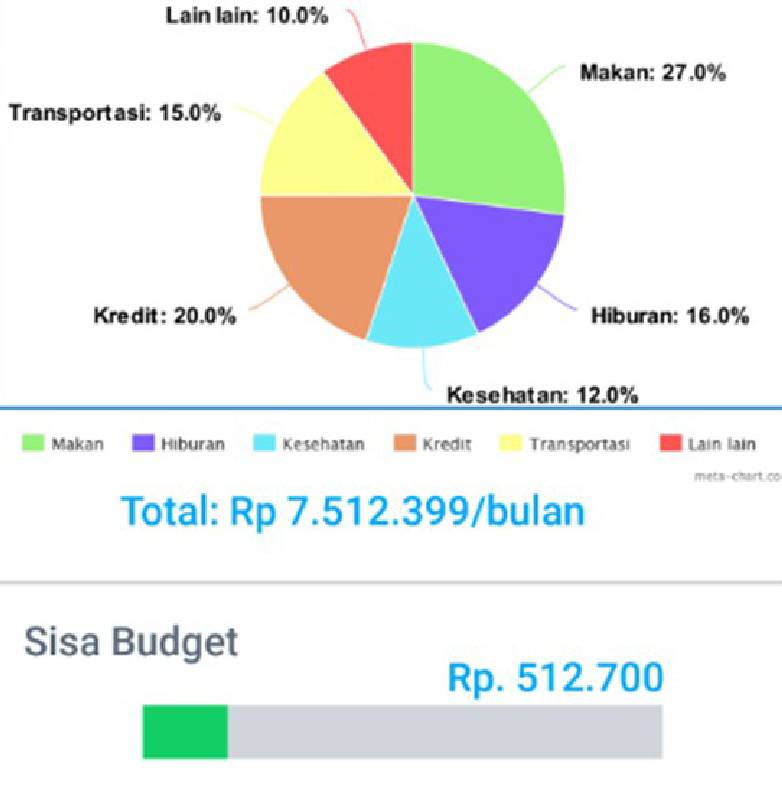 Lain lain: 10.0%
Makan: 27.0%
Transportasi: 15.0%
Kredit: 20.0%
Hiburan: 16.0%
Kesehatan: 12.0%
Makan Hiburan Kesehatan Kredit Transportasi Lain lain
meta-chart.co
Total: Rp 7.512.399/bulan
Sisa Budget
Rp. 512.700